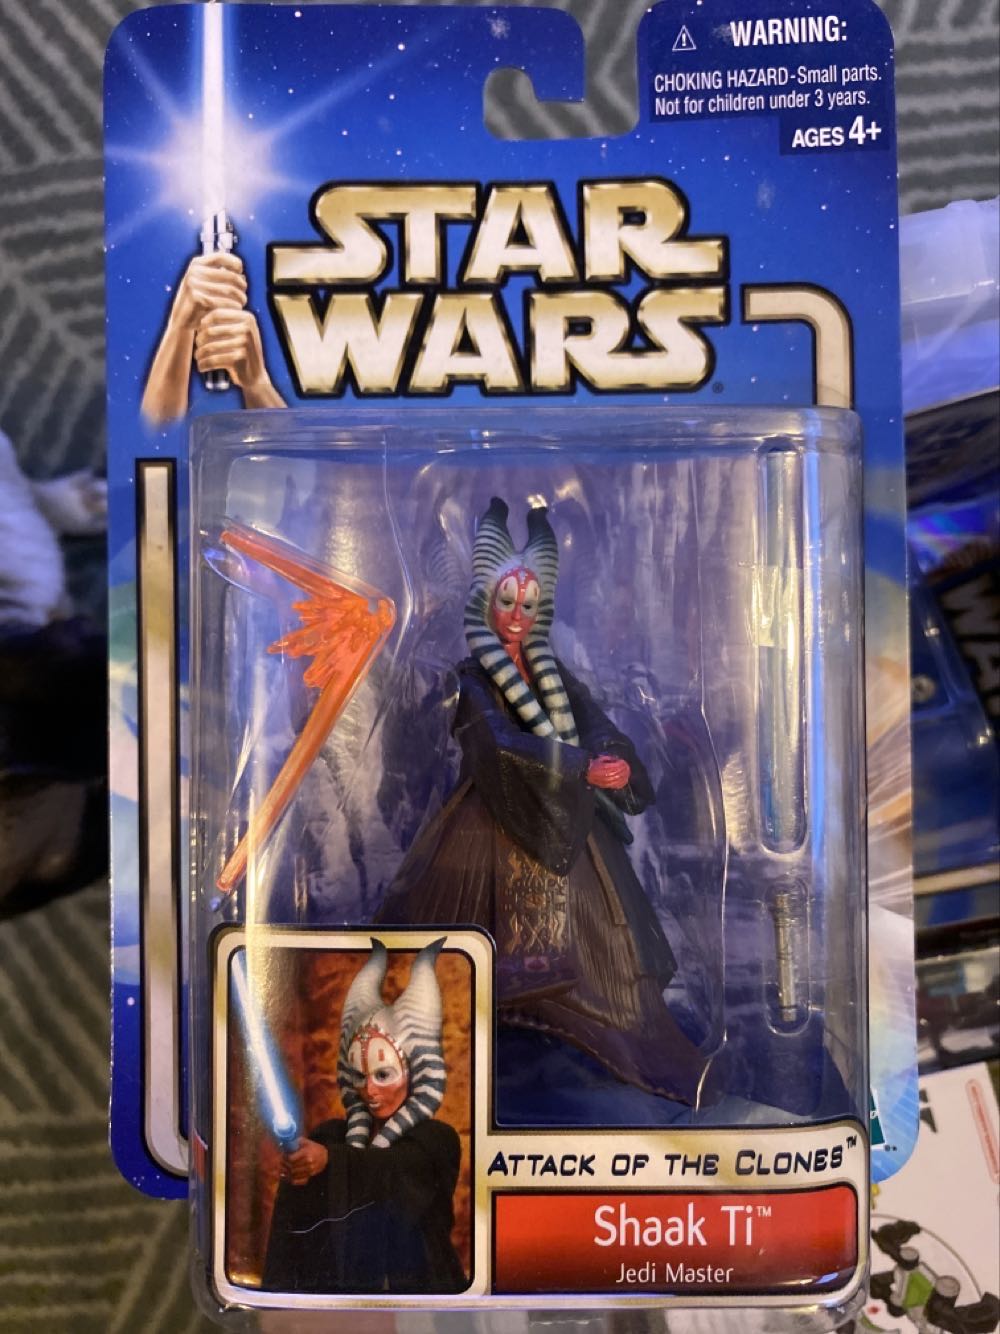 WARNING:
CHOKING HAZARD-Small parts.
Not for children under 3 years.
AGES 4+
STAR
WARS
ATTACK OF THE CLONES™
Shaak Ti™
Jedi Master